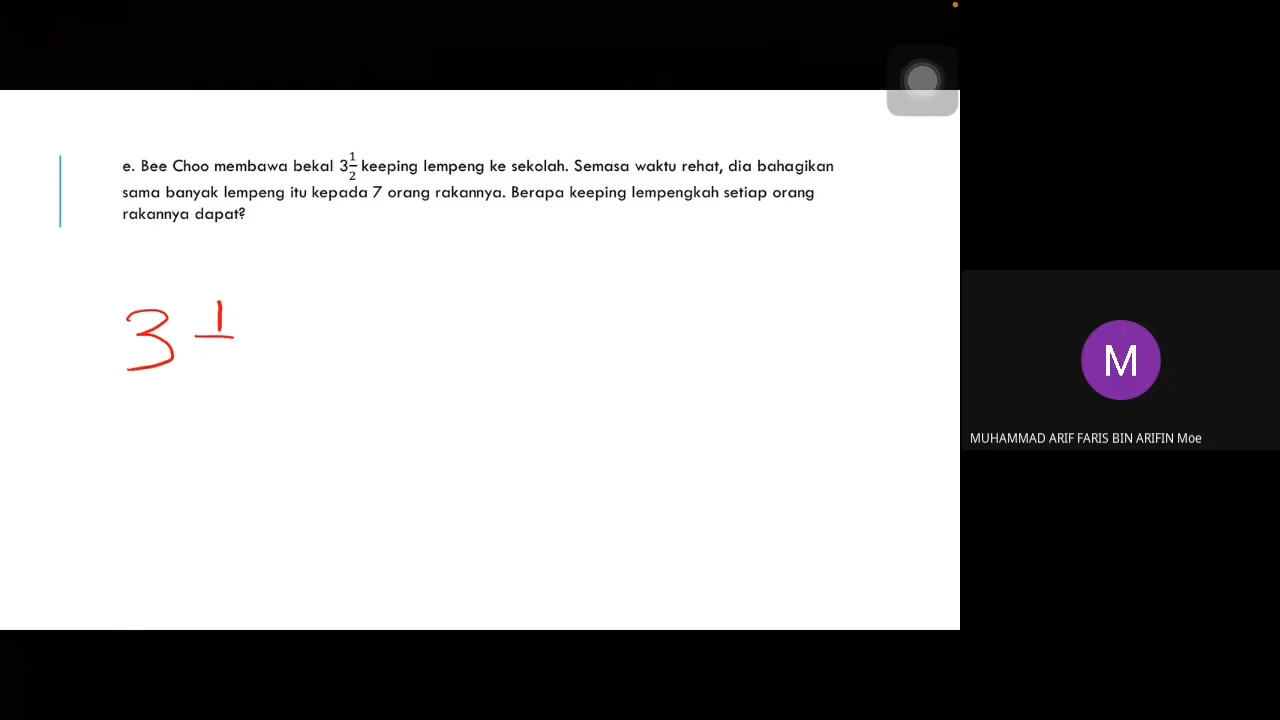 e. Bee Choo membawa bekal 3 1/2 keeping lempeng ke sekolah. Semasa waktu rehat, dia bahagikan
sama banyak lempeng itu kepada 7 orang rakannya. Berapa keeping lempengkah setiap orang
rakannya dapat?
3 1/
M
MUHAMMAD ARIF FARIS BIN ARIFIN Moe